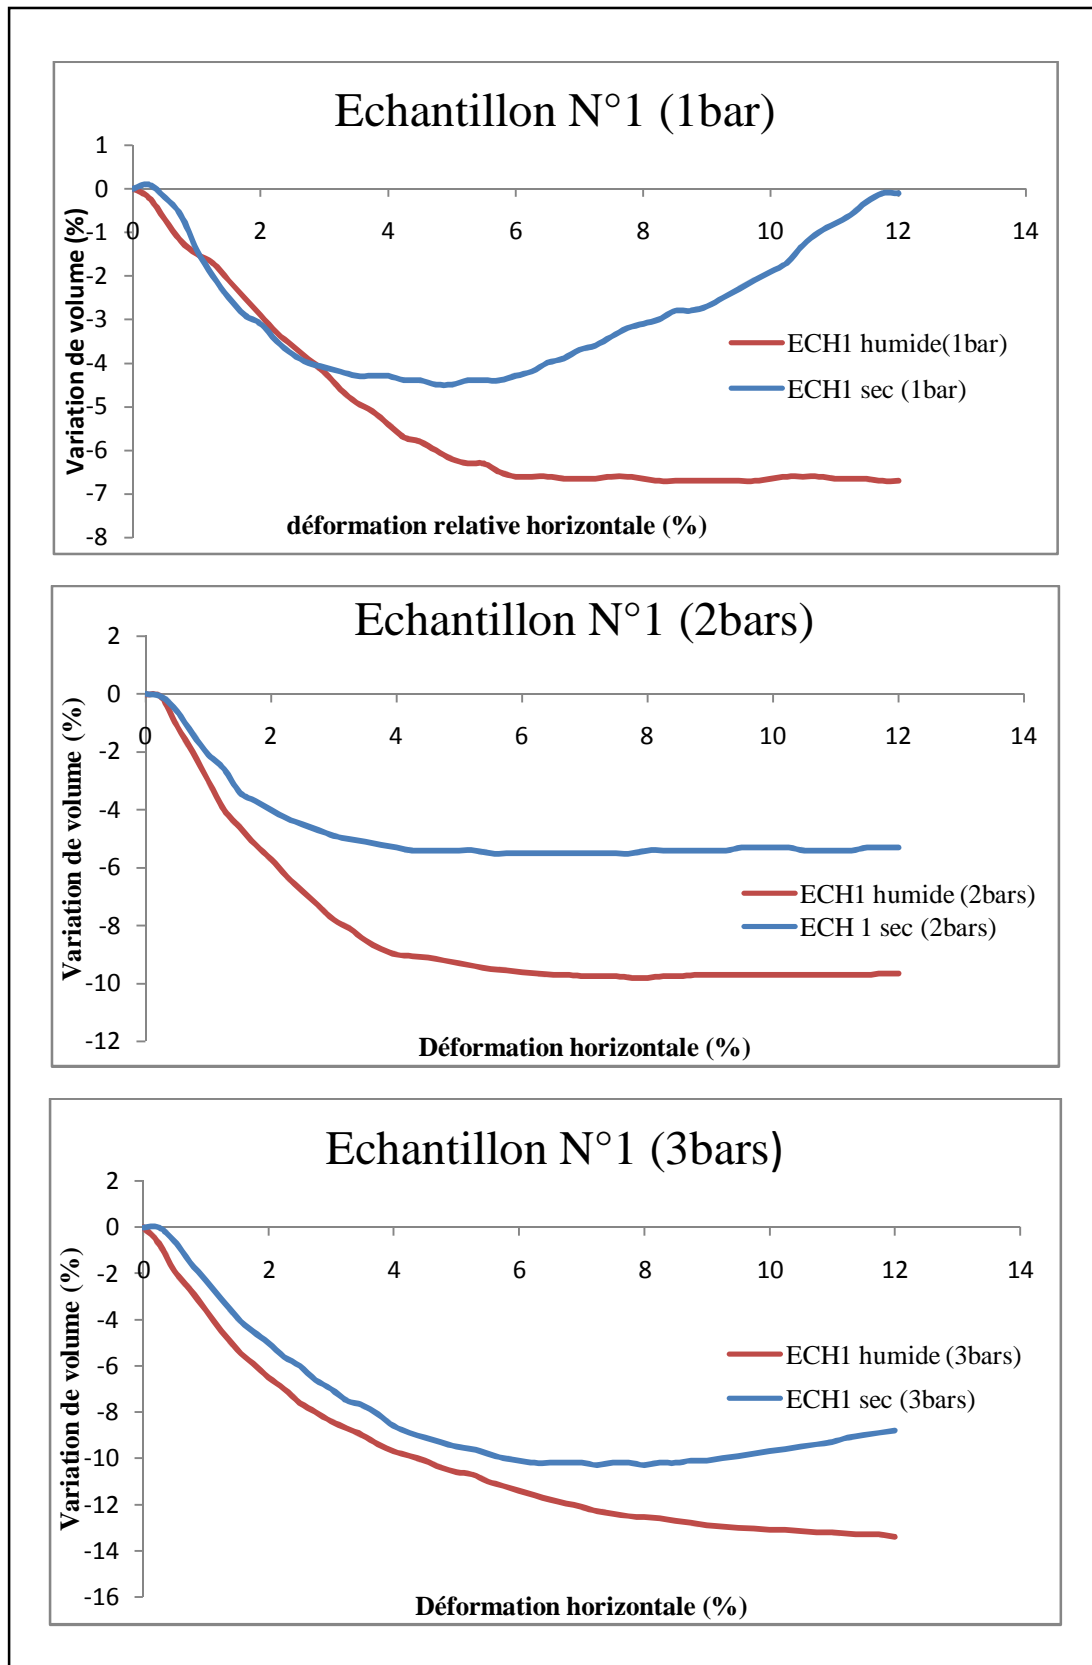 Echantillon N°1 (1bar)
1
0
-1
-2
-3
-4
-5
-6
-7
-8
0 2 4 6 8 10 12 14
Variation de volume (%)
ECH1 humide(1bar)
ECH1 sec (1bar)
déformation relative horizontale (%)
Echantillon N°1 (2bars)
2
0
-2
-4
-6
-8
-10
-12
0 2 4 6 8 10 12 14
Variation de volume (%)
ECH1 humide (2bars)
ECH 1 sec (2bars)
Déformation horizontale (%)
Echantillon N°1 (3bars)
2
0
-2
-4
-6
-8
-10
-12
-14
-16
0 2 4 6 8 10 12 14
Variation de volume (%)
ECH1 humide (3bars)
ECH1 sec (3bars)
Déformation horizontale (%)